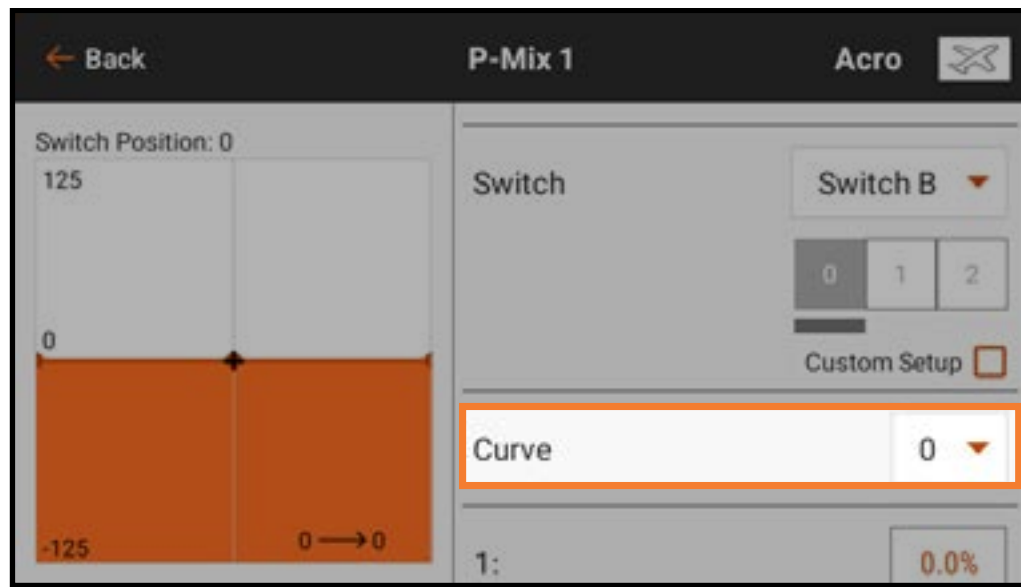 ← Back
P-Mix 1
Acro
Switch Position: 0
125
0
-125
0 → 0
Switch
Switch B
0 1 2
Custom Setup
Curve
0
1:
0.0%